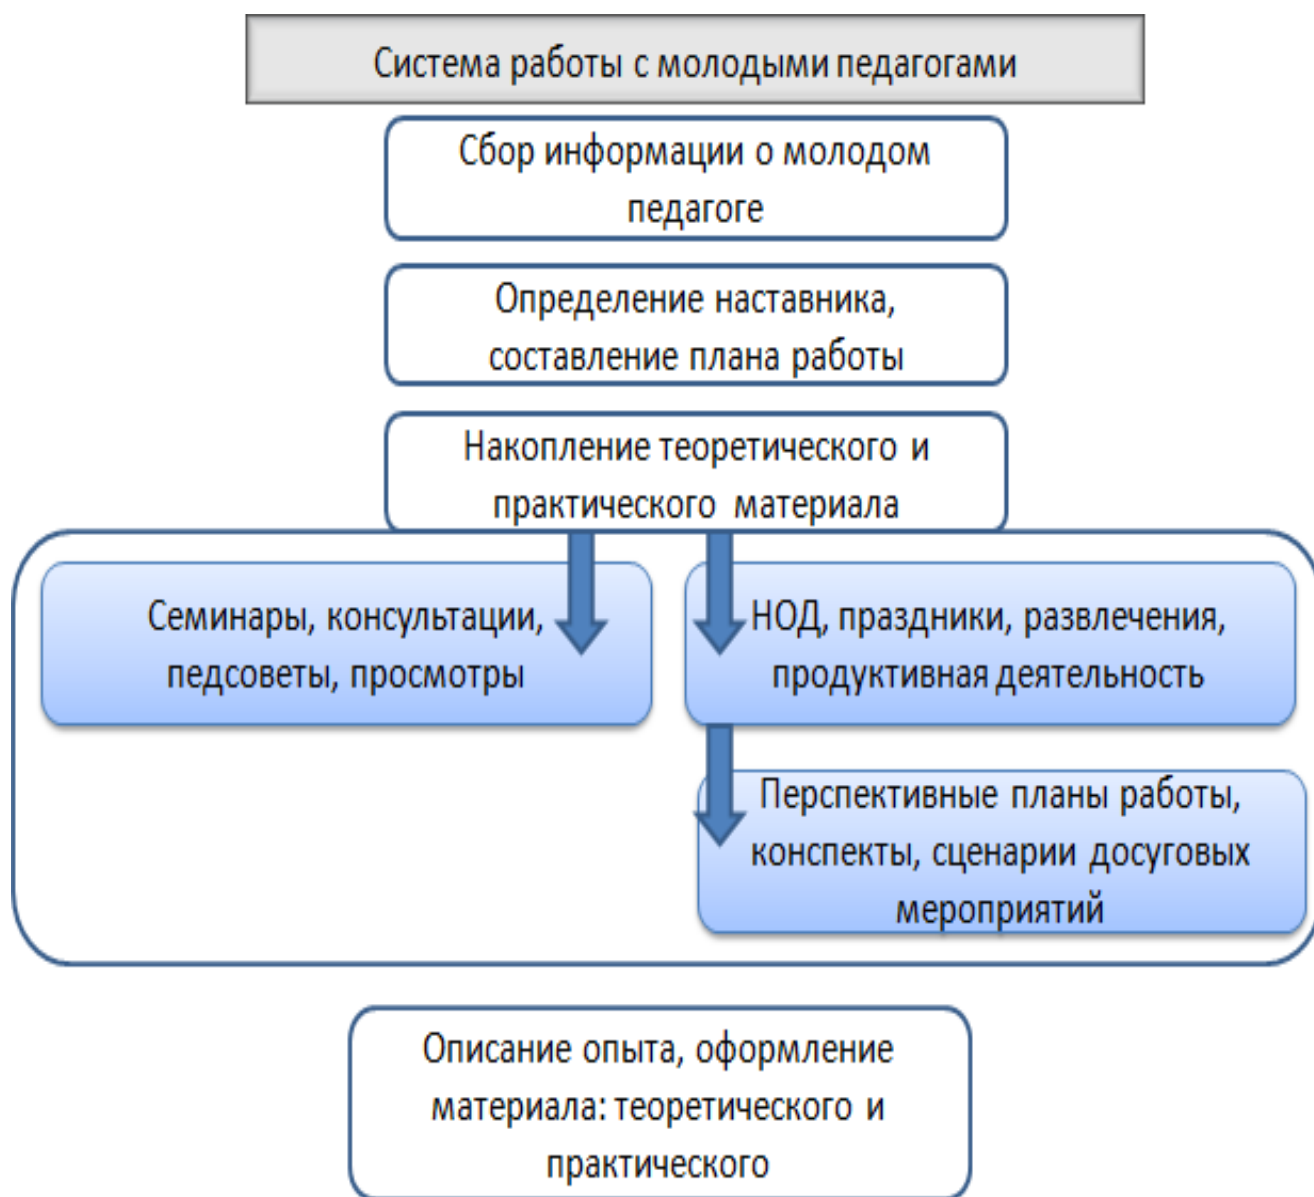 Система работы с молодыми педагогами
Сбор информации о молодом
педагоге
Определение наставника,
составление плана работы
Накопление теоретического и
практического материала
Семинары, консультации,
педсоветы, просмотры
НОД, праздники, развлечения,
продуктивная деятельность
Перспективные планы работы,
конспекты, сценарии досуговых
мероприятий
Описание опыта, оформление
материала: теоретического и
практического